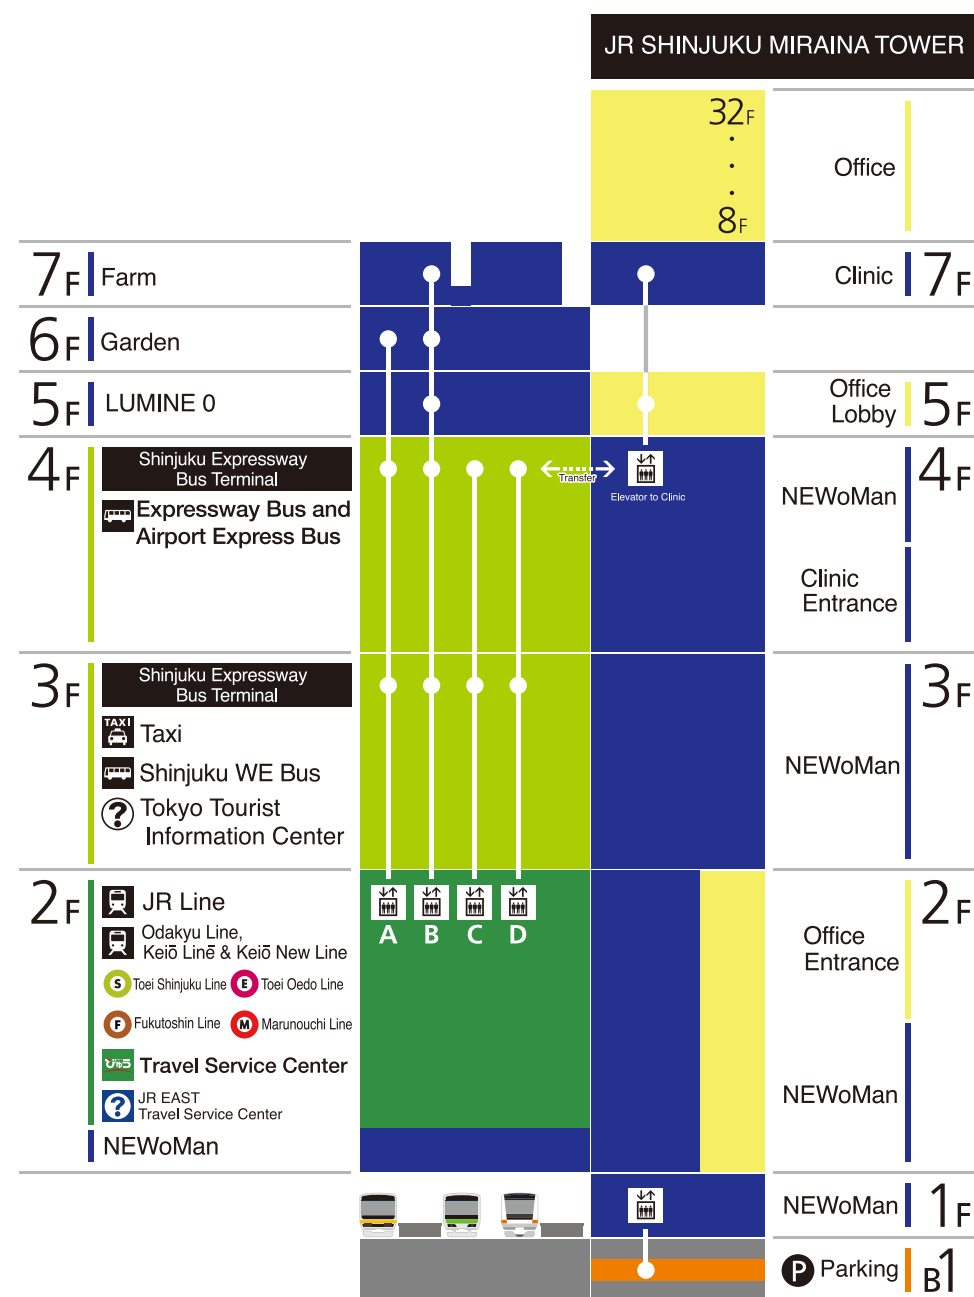 JR SHINJUKU MIRAINA TOWER
32F
8F
Office
7F
Farm
Clinic
7F
6F
Garden
5F
LUMINE 0
Office
Lobby
5F
4F
Shinjuku Expressway
Bus Terminal
Expressway Bus and
Airport Express Bus
Transfer
Elevator to Clinic
NEWoMan
4F
Clinic
Entrance
3F
Shinjuku Expressway
Bus Terminal
TAXI
Taxi
Shinjuku WE Bus
?
Tokyo Tourist
Information Center
NEWoMan
3F
2F
JR Line
Odakyu Line,
Keiō Linē & Keiō New Line
S Toei Shinjuku Line
E Toei Oedo Line
F Fukutoshin Line
M Marunouchi Line
びゅう
Travel Service Center
?
JR EAST
Travel Service Center
NEWoMan
A B C D
Office
Entrance
2F
NEWoMan
NEWoMan
1F
P Parking
B1